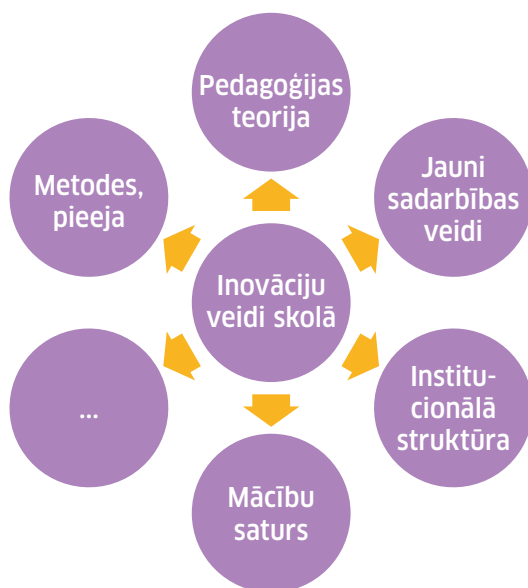 Pedagoģijas
teorija
Metodes,
pieeja
Jauni
sadarbības
veidi
Inovāciju
veidi skolā
...
Institu-
cionālā
struktūra
Mācību
saturs